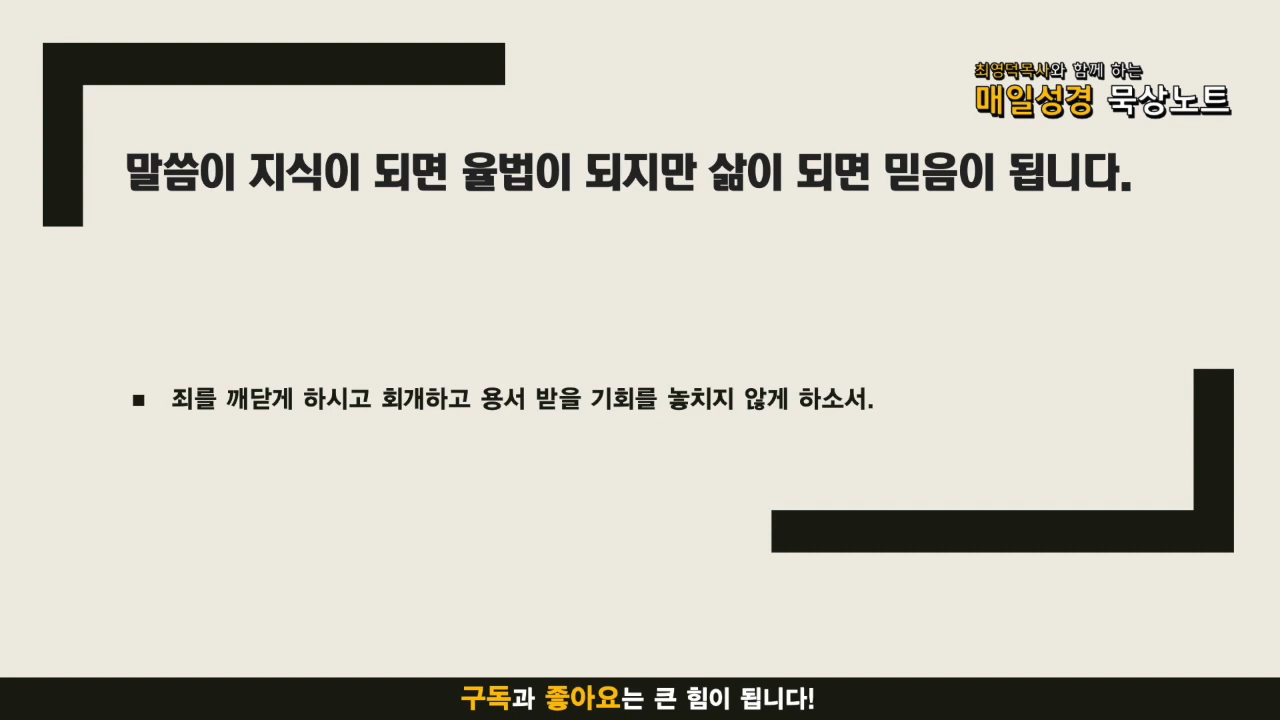 최영덕목사와 함께 하는
매일성경 묵상노트
말씀이 지식이 되면 율법이 되지만 삶이 되면 믿음이 됩니다.
■ 죄를 깨닫게 하시고 회개하고 용서 받을 기회를 놓치지 않게 하소서.
구독과 좋아요는 큰 힘이 됩니다!